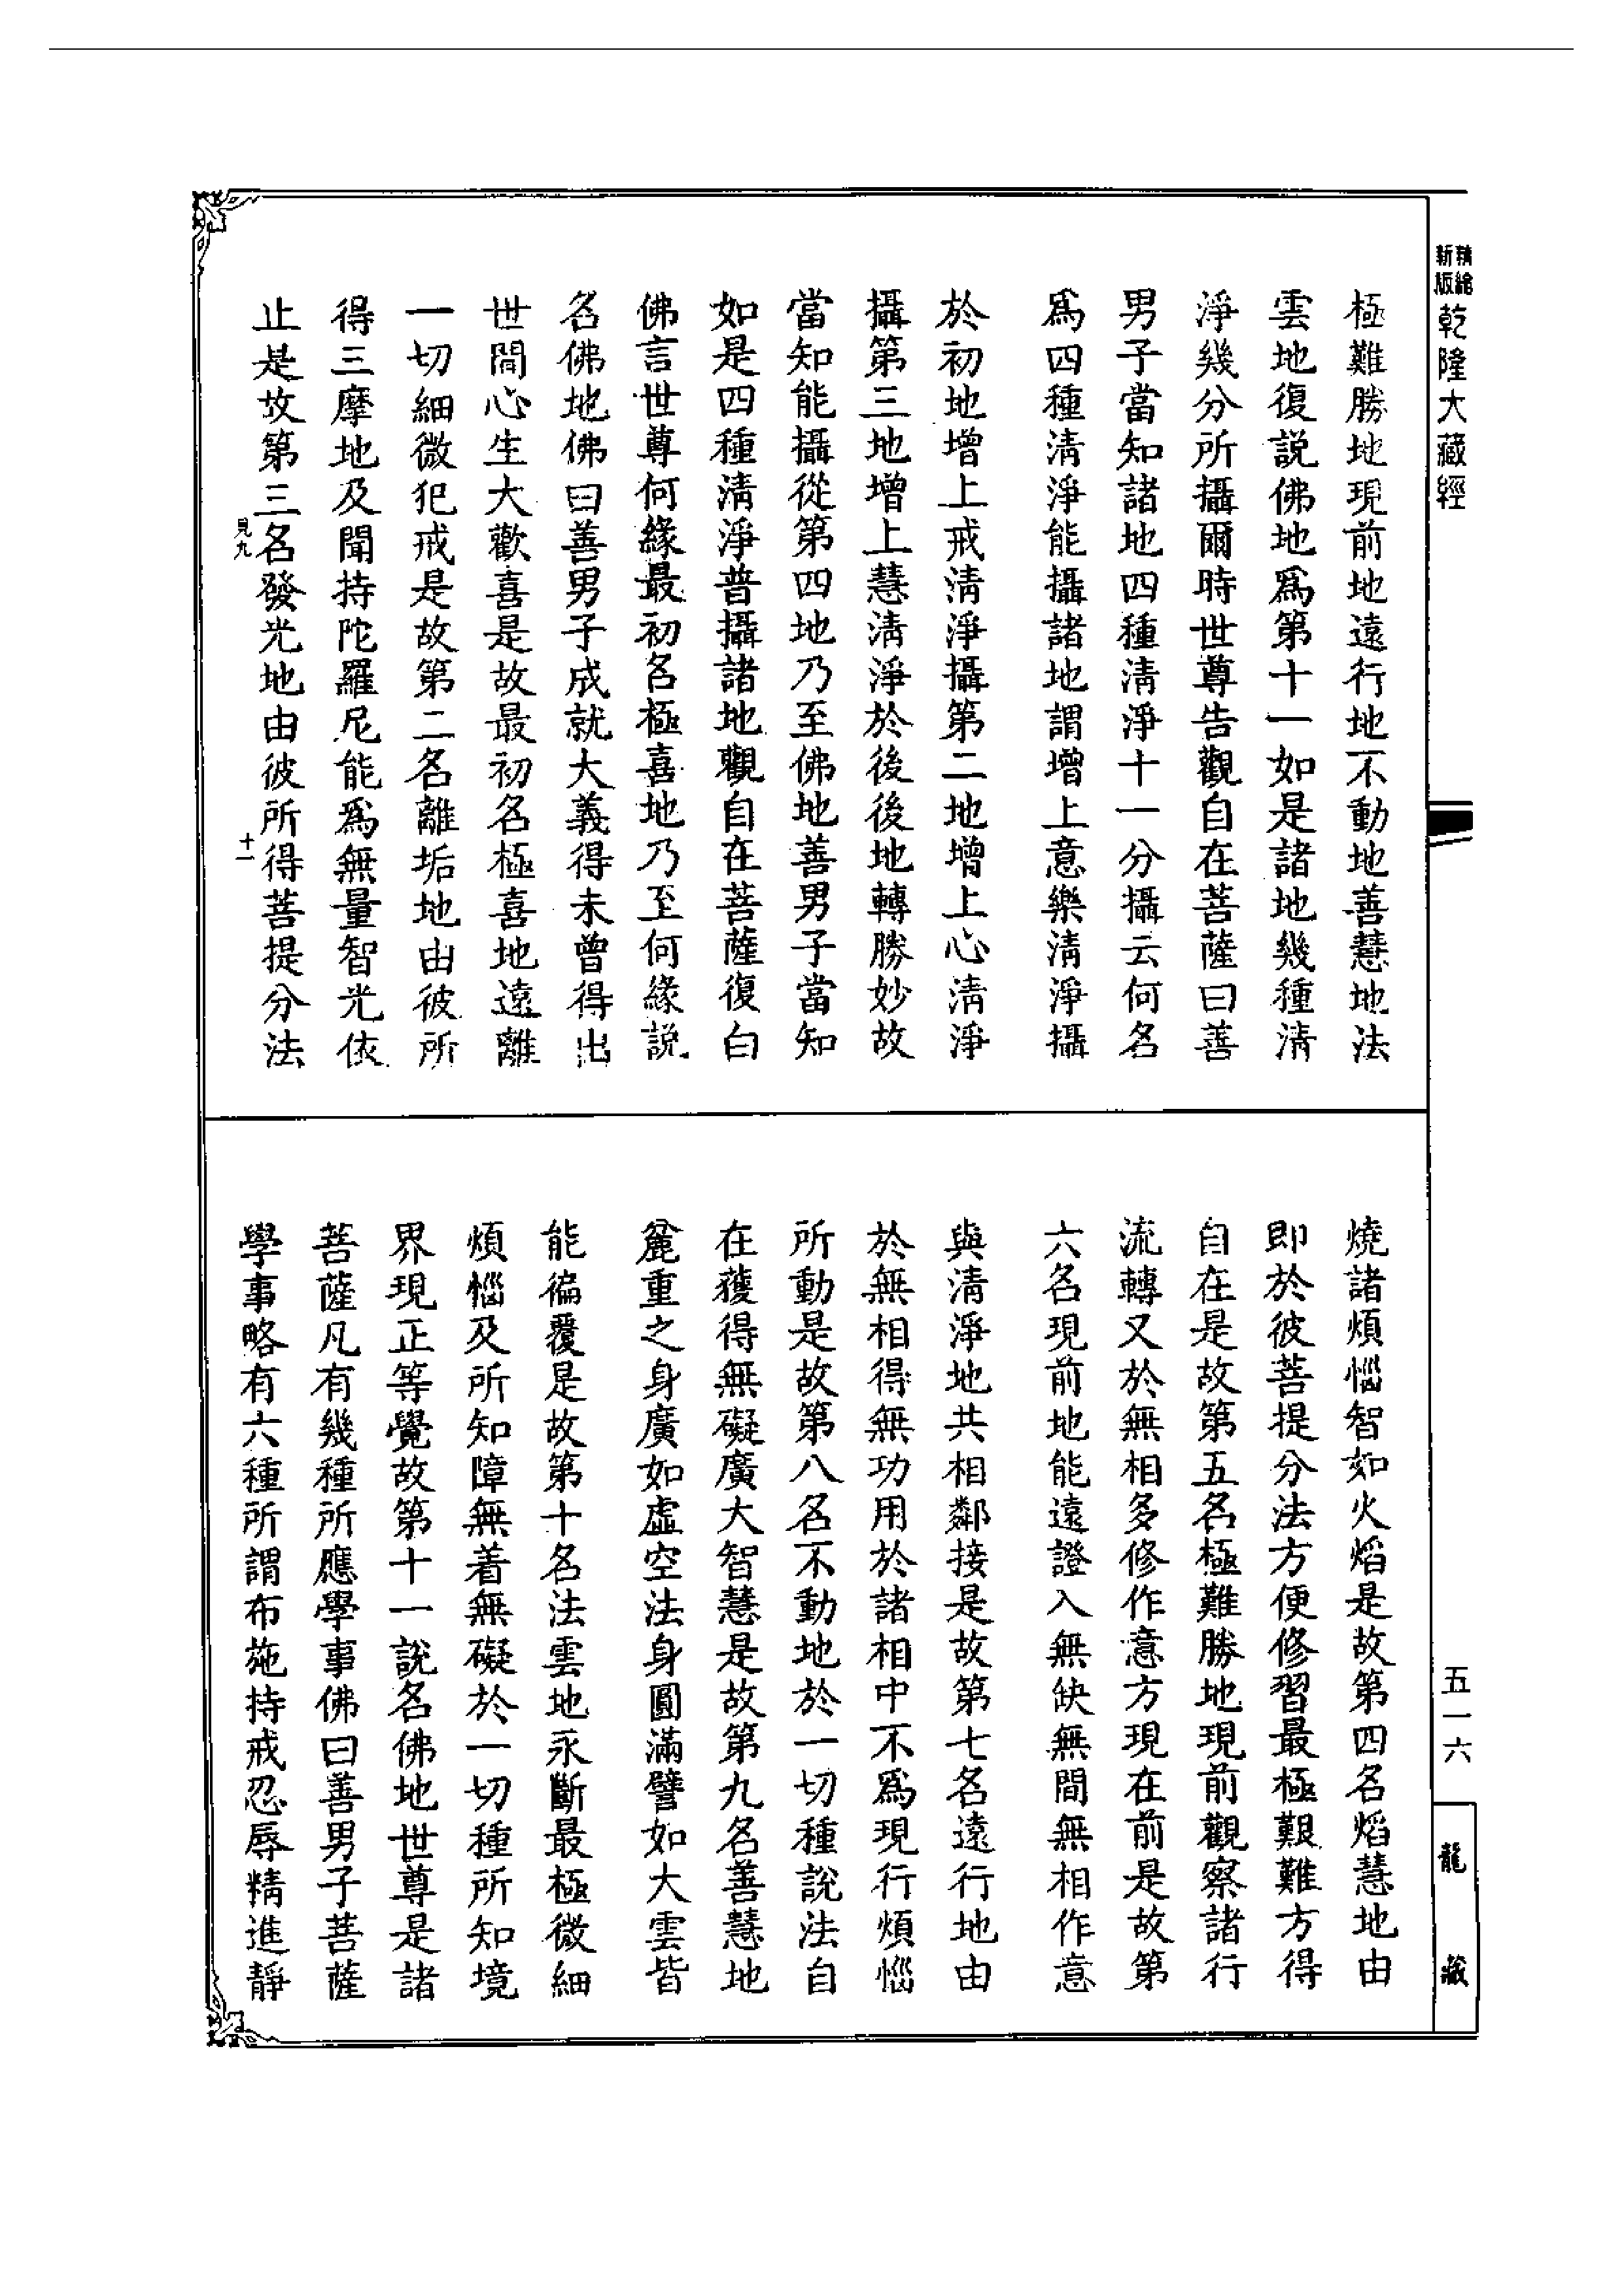 新版
精繪
乾隆大藏經
極難勝地現前地遠行地不動地善慧地法
雲地復説佛地爲第十一如是諸地幾種清
淨幾分所攝爾時世尊告觀自在菩薩曰善
男子當知諸地四種清淨十一分攝云何名
爲四種清淨能攝諸地謂增上意樂清淨攝
於初地增上戒清淨攝第二地增上心清淨
攝第三地增上慧清淨於後後地轉勝妙故
當知能攝從第四地乃至佛地善男子當知
如是四種清淨普攝諸地觀自在菩薩復白
佛言世尊何緣最初名極喜地乃至何緣説
名佛地佛曰善男子成就大義得未曾得出
世間心生大歡喜是故最初名極喜地遠離
一切細微犯戒是故第二名離垢地由彼所
得三摩地及聞持陀羅尼能爲無量智光依
止是故第三名發光地由彼所得菩提分法
見九
十一
燒諸煩惱智如火焰是故第四名焰慧地由
即於彼菩提分法方便修習最極艱難方得
自在是故第五名極難勝地現前觀察諸行
流轉又於無相多修作意方現在前是故第
六名現前地能遠證入無缺無間無相作意
與清淨地共相鄰接是故第七名遠行地由
於無相得無功用於諸相中不爲現行煩惱
所動是故第八名不動地於一切種說法自
在獲得無礙廣大智慧是故第九名善慧地
麄重之身廣如虛空法身圓滿譬如大雲皆
能徧覆是故第十名法雲地永斷最極微細
煩惱及所知障無着無礙於一切種所知境
界現正等覺故第十一說名佛地世尊是諸
菩薩凡有幾種所應學事佛曰善男子菩薩
學事略有六種所謂布施持戒忍辱精進靜
五一六
龍藏